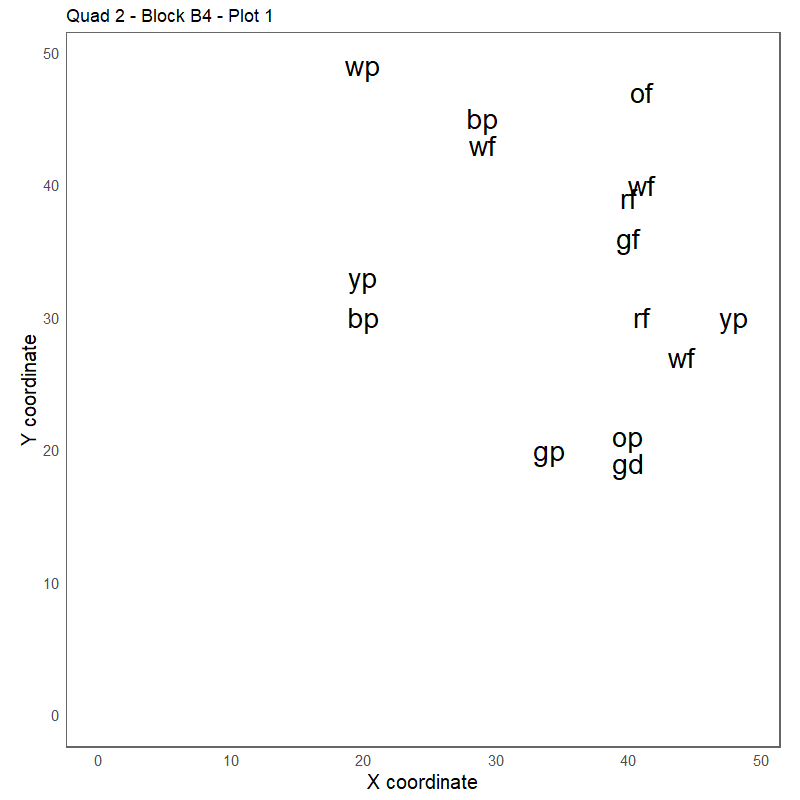 Quad 2 - Block B4 - Plot 1
50
wp
of
bp
wf
40
wf
rf
gf
yp
30
bp
rf
yp
wf
Y coordinate
op
20
gp
gd
10
0
0 10 20 30 40 50
X coordinate